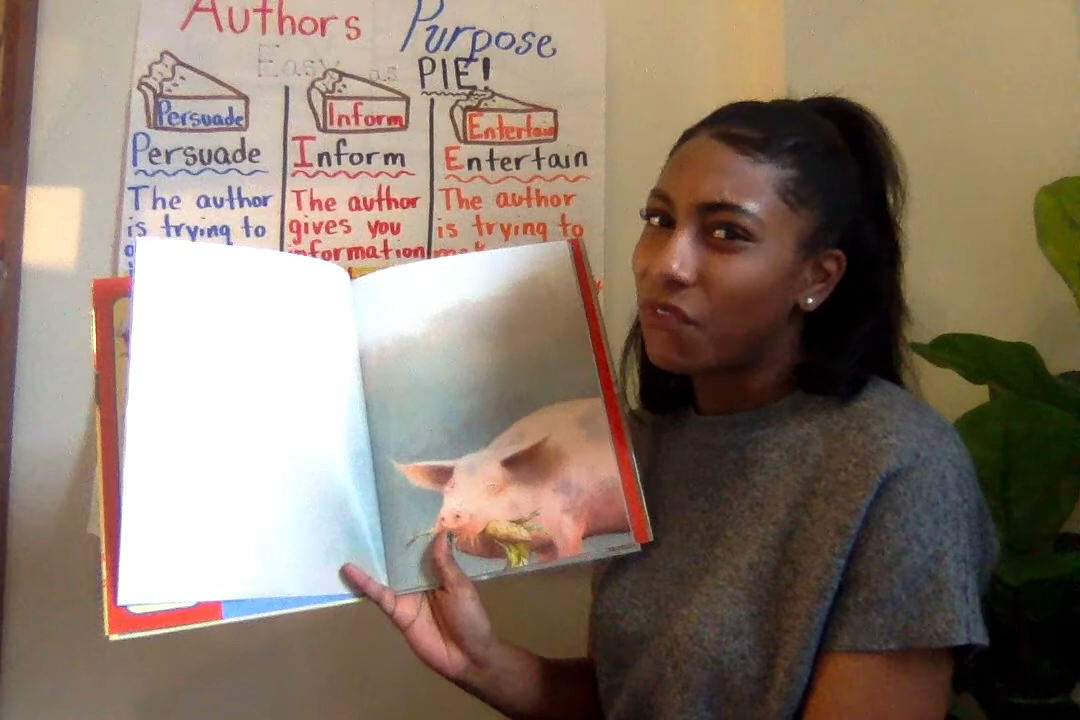 Authors Purpose
Easy as PIE!
Persuade Inform Entertain
Persuade
The author
is trying to
Inform
The author
gives you
information
Entertain
The author
is trying to